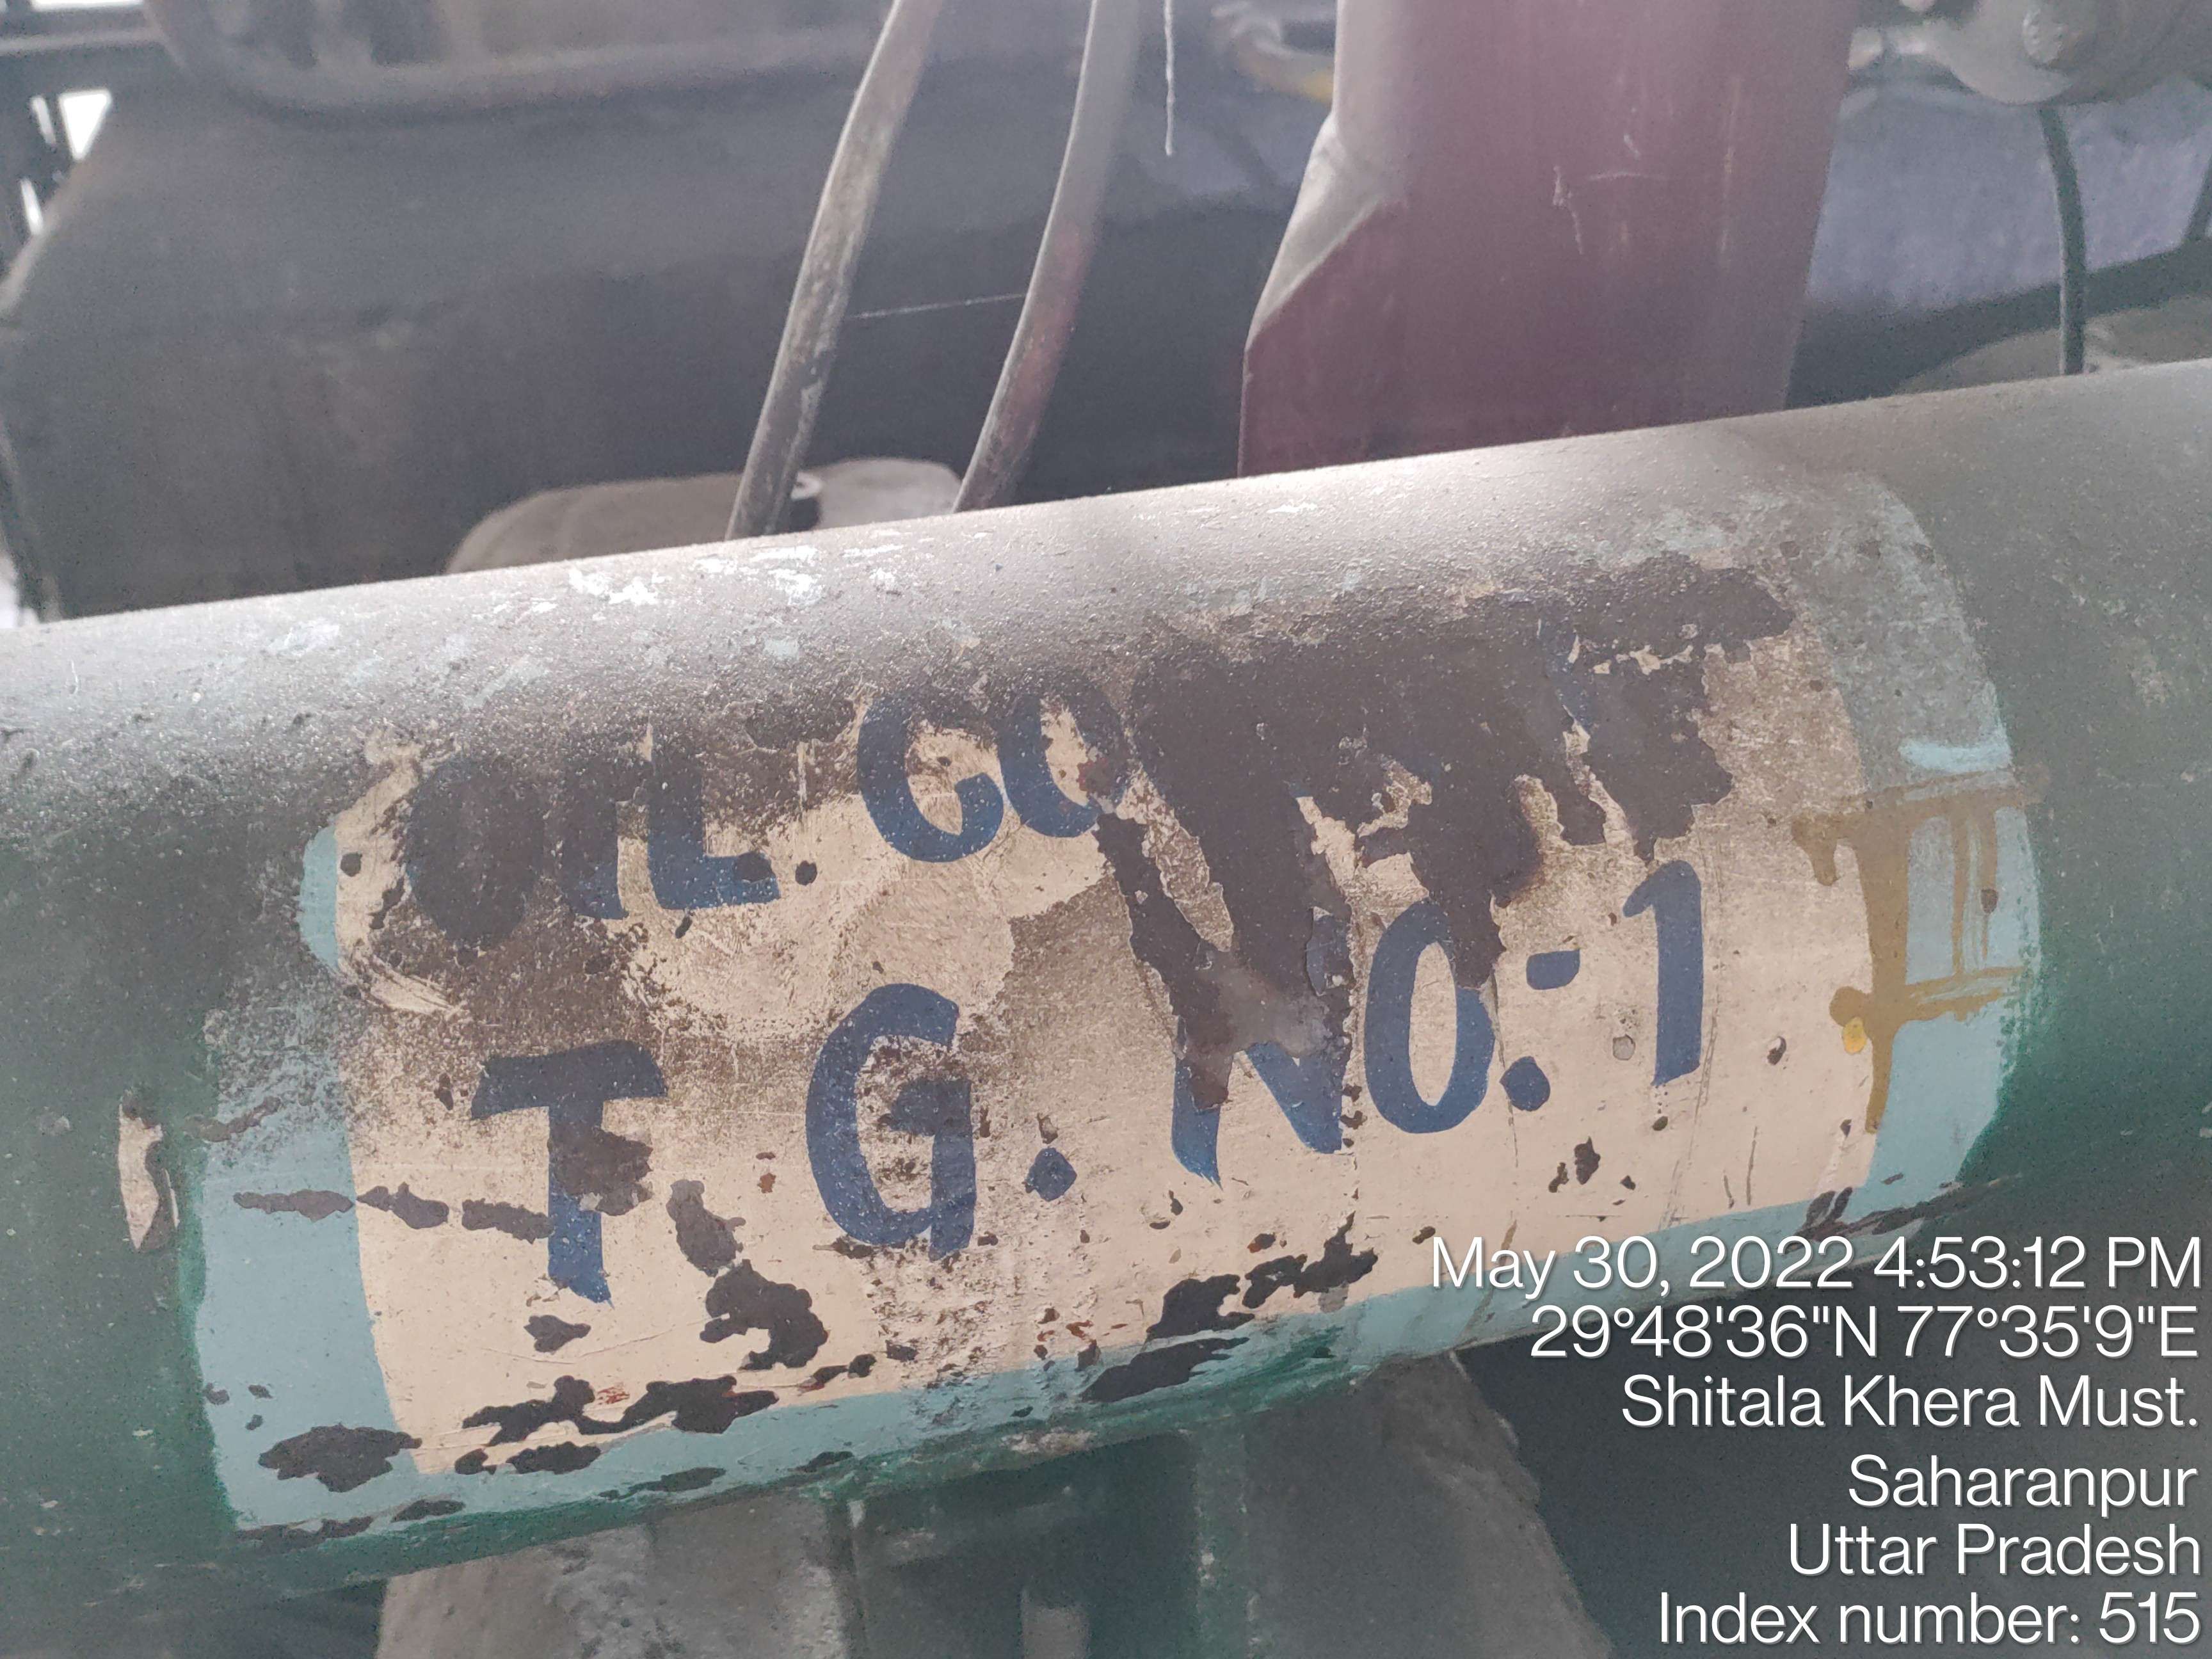 OIL. CO
T. G. NO.-1
May 30, 2022 4:53:12 PM
29°48'36"N 77°35'9"E
Shitala Khera Must.
Saharanpur
Uttar Pradesh
Index number: 515